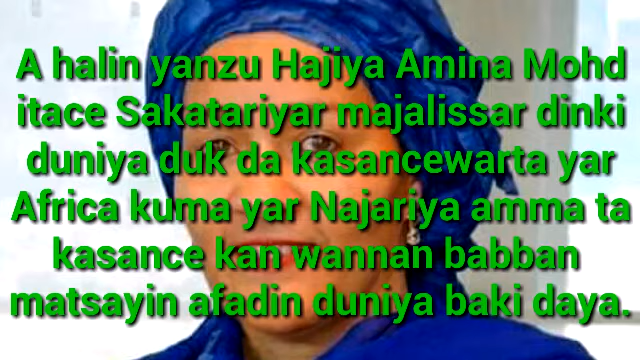 A halin yanzu Hajiya Amina Mohd
itace Sakatariyar majalissar dinki
duniya duk da kasancewarta yar
Africa kuma yar Najariya amma ta
kasance kan wannan babban
matsayin afadin duniya baki daya.